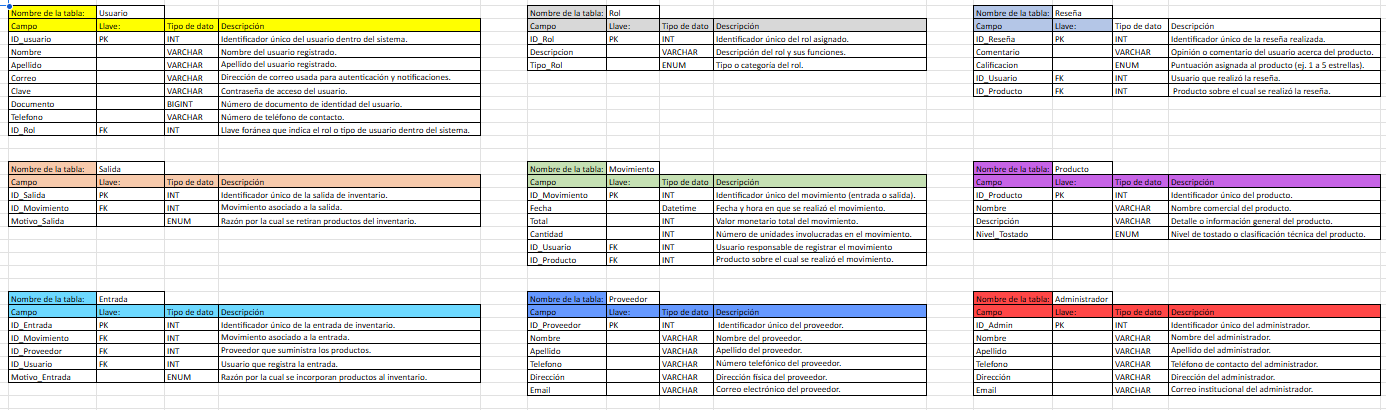 Nombre de la tabla: Usuario
Campo Llave: Tipo de dato Descripción
ID_usuario PK INT Identificador único del usuario dentro del sistema.
Nombre VARCHAR Nombre del usuario registrado.
Apellido VARCHAR Apellido del usuario registrado.
Correo VARCHAR Dirección de correo usada para autenticación y notificaciones.
Clave VARCHAR Contraseña de acceso del usuario.
Documento BIGINT Número de documento de identidad del usuario.
Telefono VARCHAR Número de teléfono de contacto.
ID_Rol FK INT Llave foránea que indica el rol o tipo de usuario dentro del sistema.
Nombre de la tabla: Rol
Campo Llave: Tipo de dato Descripción
ID_Rol PK INT Identificador único del rol asignado.
Descripcion VARCHAR Descripción del rol y sus funciones.
Tipo_Rol ENUM Tipo o categoría del rol.
Nombre de la tabla: Reseña
Campo Llave: Tipo de dato Descripción
ID_Reseña PK INT Identificador único de la reseña realizada.
Comentario VARCHAR Opinión o comentario del usuario acerca del producto.
Calificacion ENUM Puntuación asignada al producto (ej. 1 a 5 estrellas).
ID_Usuario FK INT Usuario que realizó la reseña.
ID_Producto FK INT Producto sobre el cual se realizó la reseña.
Nombre de la tabla: Salida
Campo Llave: Tipo de dato Descripción
ID_Salida PK INT Identificador único de la salida de inventario.
ID_Movimiento FK INT Movimiento asociado a la salida.
Motivo_Salida ENUM Razón por la cual se retiran productos del inventario.
Nombre de la tabla: Movimiento
Campo Llave: Tipo de dato Descripción
ID_Movimiento PK INT Identificador único del movimiento (entrada o salida).
Fecha Datetime Fecha y hora en que se realizó el movimiento.
Total INT Valor monetario total del movimiento.
Cantidad INT Número de unidades involucradas en el movimiento.
ID_Usuario FK INT Usuario responsable de registrar el movimiento
ID_Producto FK INT Producto sobre el cual se realizó el movimiento.
Nombre de la tabla: Producto
Campo Llave: Tipo de dato Descripción
ID_Producto PK INT Identificador único del producto.
Nombre VARCHAR Nombre comercial del producto.
Descripción VARCHAR Detalle o información general del producto.
Nivel_Tostado ENUM Nivel de tostado o clasificación técnica del producto.
Nombre de la tabla: Entrada
Campo Llave: Tipo de dato Descripción
ID_Entrada PK INT Identificador único de la entrada de inventario.
ID_Movimiento FK INT Movimiento asociado a la entrada.
ID_Proveedor FK INT Proveedor que suministra los productos.
ID_Usuario FK INT Usuario que registra la entrada.
Motivo_Entrada ENUM Razón por la cual se incorporan productos al inventario.
Nombre de la tabla: Proveedor
Campo Llave: Tipo de dato Descripción
ID_Proveedor PK INT Identificador único del proveedor.
Nombre VARCHAR Nombre del proveedor.
Apellido VARCHAR Apellido del proveedor.
Telefono VARCHAR Número telefónico del proveedor.
Dirección VARCHAR Dirección física del proveedor.
Email VARCHAR Correo electrónico del proveedor.
Nombre de la tabla: Administrador
Campo Llave: Tipo de dato Descripción
ID_Admin PK INT Identificador único del administrador.
Nombre VARCHAR Nombre del administrador.
Apellido VARCHAR Apellido del administrador.
Telefono VARCHAR Teléfono de contacto del administrador.
Dirección VARCHAR Dirección del administrador.
Email VARCHAR Correo institucional del administrador.